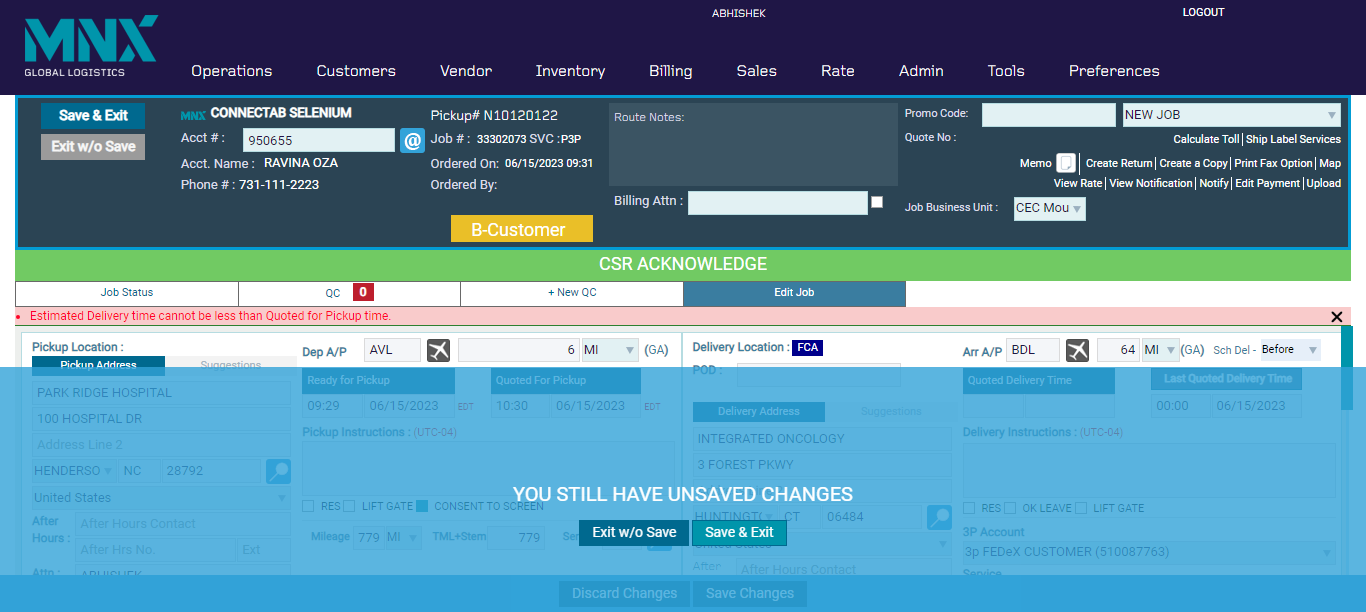 ABHISHEK
LOGOUT
MNX
GLOBAL LOGISTICS
Operations Customers Vendor Inventory Billing Sales Rate Admin Tools Preferences
Save & Exit
Exit w/o Save
MNX CONNECTAB SELENIUM
Acct # : 950655 @
Acct. Name : RAVINA OZA
Phone # : 731-111-2223
Pickup# N10120122
Job # : 33302073 SVC :P3P
Ordered On: 06/15/2023 09:31
Ordered By:
B-Customer
Route Notes:
Billing Attn :
Promo Code: NEW JOB
Quote No :
Calculate Toll| Ship Label Services
Memo | Create Return| Create a Copy| Print Fax Option| Map
View Rate| View Notification| Notify| Edit Payment| Upload
Job Business Unit : CEC Mou
CSR ACKNOWLEDGE
Job Status QC 0 + New QC Edit Job
• Estimated Delivery time cannot be less than Quoted for Pickup time.
Pickup Location :
Pickup Address Suggestions
PARK RIDGE HOSPITAL
100 HOSPITAL DR
Address Line 2
HENDERSO NC 28792
United States
After Hours : After Hours Contact
After Hrs No. Ext
Attn : ABHISHEK
Dep A/P AVL 6 MI (GA)
Ready for Pickup Quoted For Pickup
09:29 06/15/2023 EDT 10:30 06/15/2023 EDT
Pickup Instructions : (UTC-04)
RES LIFT GATE CONSENT TO SCREEN
Mileage 779 MI TML+Stem 779 Ser
Delivery Location : FCA
POD :
Delivery Address Suggestions
INTEGRATED ONCOLOGY
3 FOREST PKWY
HUNTINGT( CT 06484
United States
After After Hours Contact
Arr A/P BDL 64 MI (GA) Sch Del - Before
Quoted Delivery Time Last Quoted Delivery Time
00:00 06/15/2023
Delivery Instructions : (UTC-04)
RES OK LEAVE LIFT GATE
3P Account
3p FEDeX CUSTOMER (510087763)
Service
YOU STILL HAVE UNSAVED CHANGES
Exit w/o Save Save & Exit
Discard Changes Save Changes